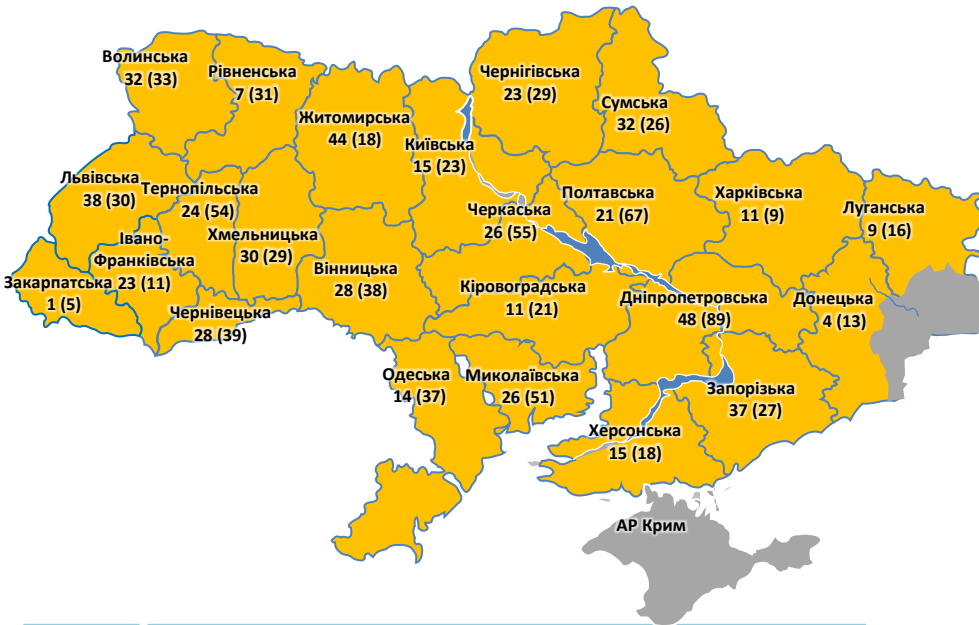 Волинська
32 (33)
Рівненська
7 (31)
Житомирська
44 (18)
Київська
15 (23)
Чернігівська
23 (29)
Сумська
32 (26)
Львівська
38 (30)
Тернопільська
24 (54)
Хмельницька
30 (29)
Івано-
Франківська
23 (11)
Закарпатська
1 (5)
Чернівецька
28 (39)
Вінницька
28 (38)
Черкаська
26 (55)
Полтавська
21 (67)
Харківська
11 (9)
Луганська
9 (16)
Кіровоградська
11 (21)
Дніпропетровська
48 (89)
Донецька
4 (13)
Одеська
14 (37)
Миколаївська
26 (51)
Запорізька
37 (27)
Херсонська
15 (18)
АР Крим